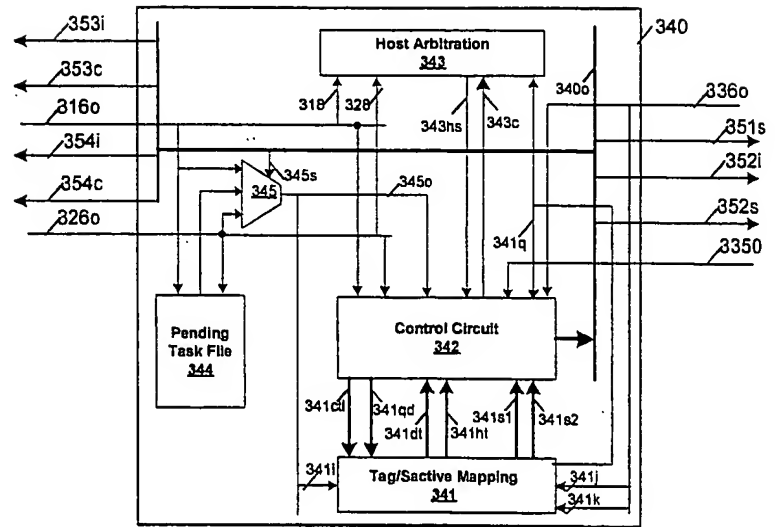 353i
353c
316o
354i
354c
326o
Host Arbitration
343
318
328
343hs
343c
340o
340
336o
351s
352i
352s
3350
345
345s
345o
341q
Pending
Task File
344
Control Circuit
342
341cd
341qd
341dt
341ht
341s1
341s2
341i
Tag/Sactive Mapping
341
341j
341k